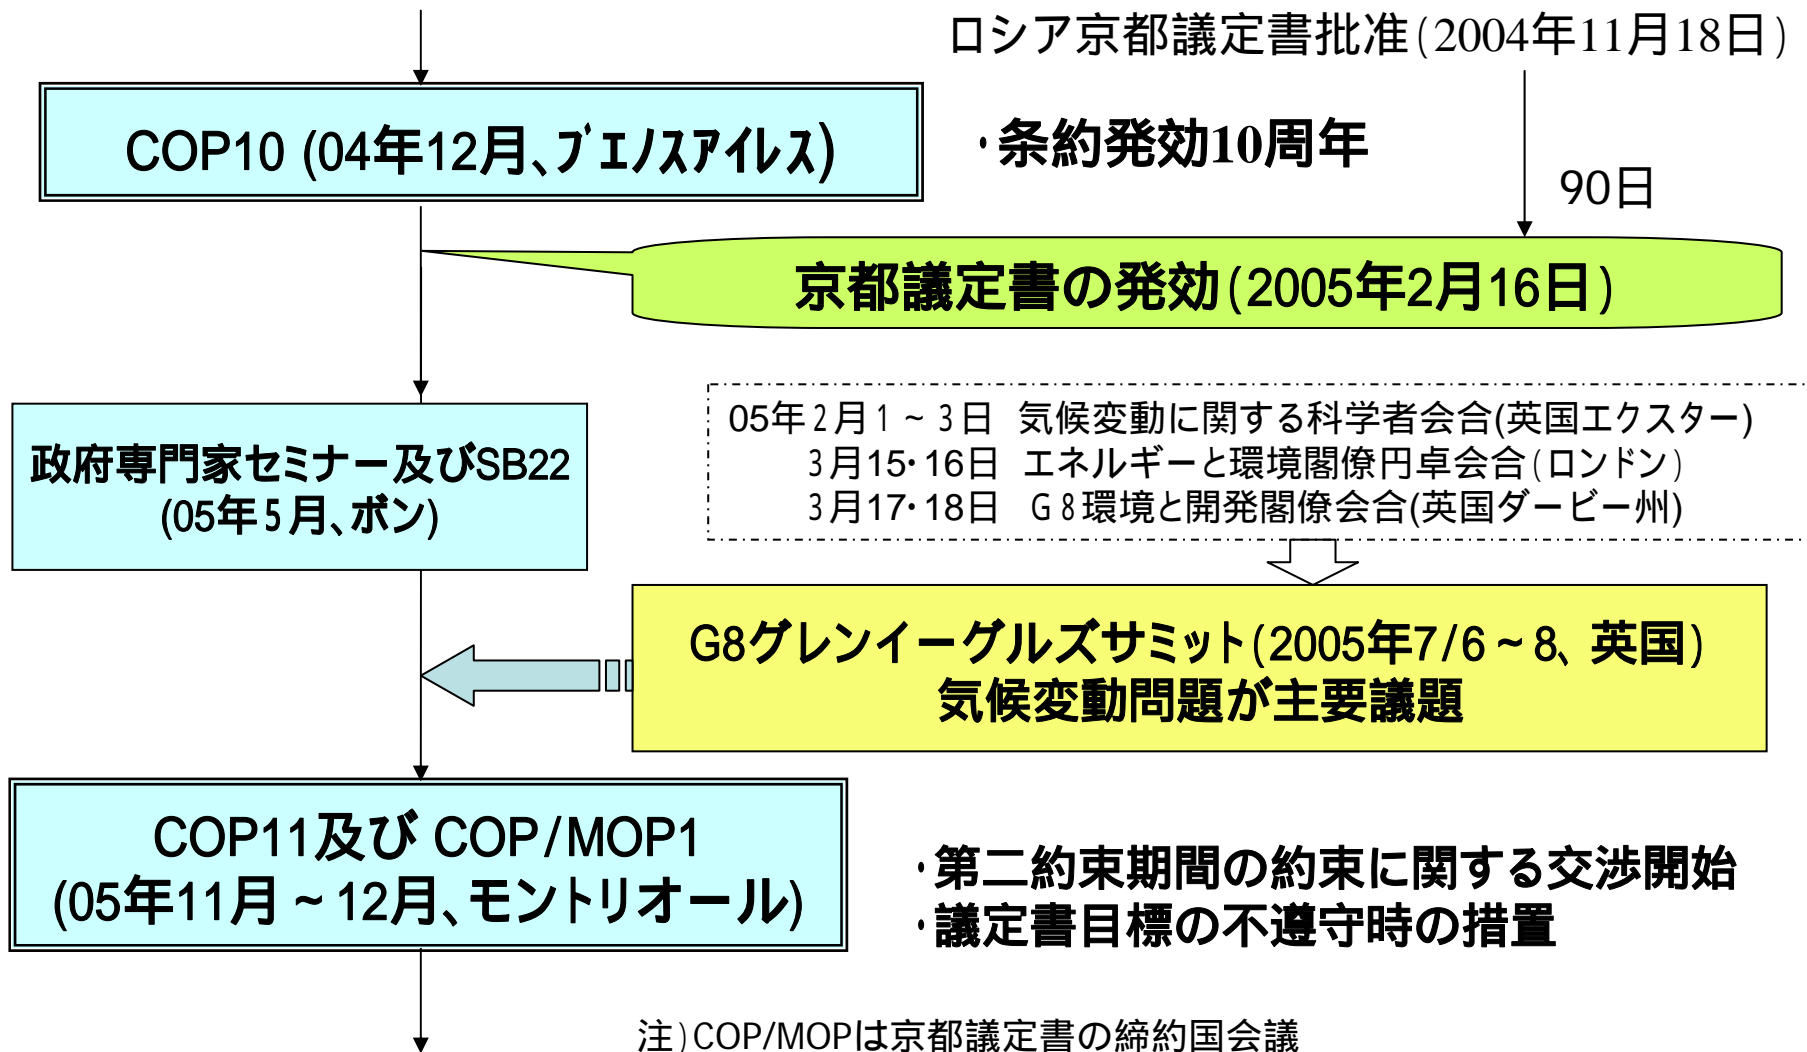 ロシア京都議定書批准(2004年11月18日)
COP10 (04年12月、ﾌﾞｴﾉｽｱｲﾚｽ)
・条約発効10周年
90日
京都議定書の発効(2005年2月16日)
05年2月1~3日 気候変動に関する科学者会合(英国エクスター)
3月15・16日 エネルギーと環境閣僚円卓会合(ロンドン)
3月17・18日 G8環境と開発閣僚会合(英国ダービー州)
政府専門家セミナー及びSB22
(05年5月、ボン)
G8グレンイーグルズサミット(2005年7/6~8、英国)
気候変動問題が主要議題
COP11及び COP/MOP1
(05年11月~12月、モントリオール)
・第二約束期間の約束に関する交渉開始
・議定書目標の不遵守時の措置
注)COP/MOPは京都議定書の締約国会議